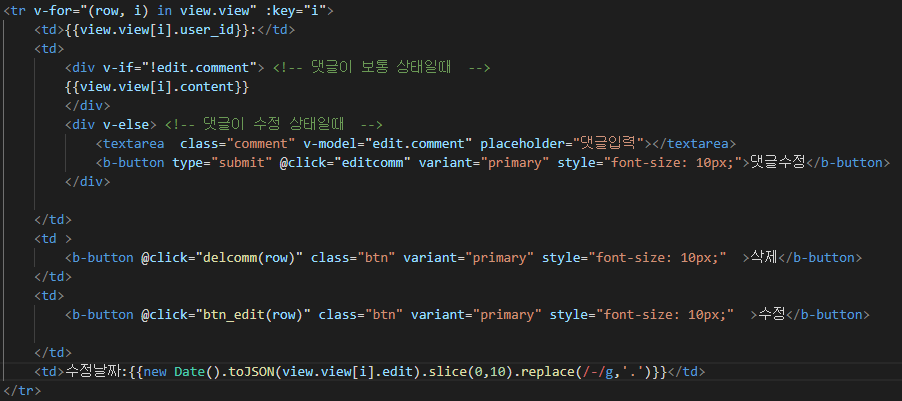 <tr v-for="(row, i) in view.view" :key="i">
<td>{{view.view[i].user_id}}:</td>
<td>
<div v-if="!edit.comment"> <!-- 댓글이 보통 상태일때  -->
{{view.view[i].content}}
</div>
<div v-else> <!-- 댓글이 수정 상태일때  -->
<textarea  class="comment" v-model="edit.comment" placeholder="댓글입력"></textarea>
<b-button type="submit" @click="editcomm" variant="primary" style="font-size: 10px;">댓글수정</b-button>
</div>
</td>
<td >
<b-button @click="delcomm(row)" class="btn" variant="primary" style="font-size: 10px;"  >삭제</b-button>
</td>
<td>
<b-button @click="btn_edit(row)" class="btn" variant="primary" style="font-size: 10px;"  >수정</b-button>
</td>
<td>수정날짜:{{new Date().toJSON(view.view[i].edit).slice(0,10).replace(/-/g,'.')}}</td>
</tr>